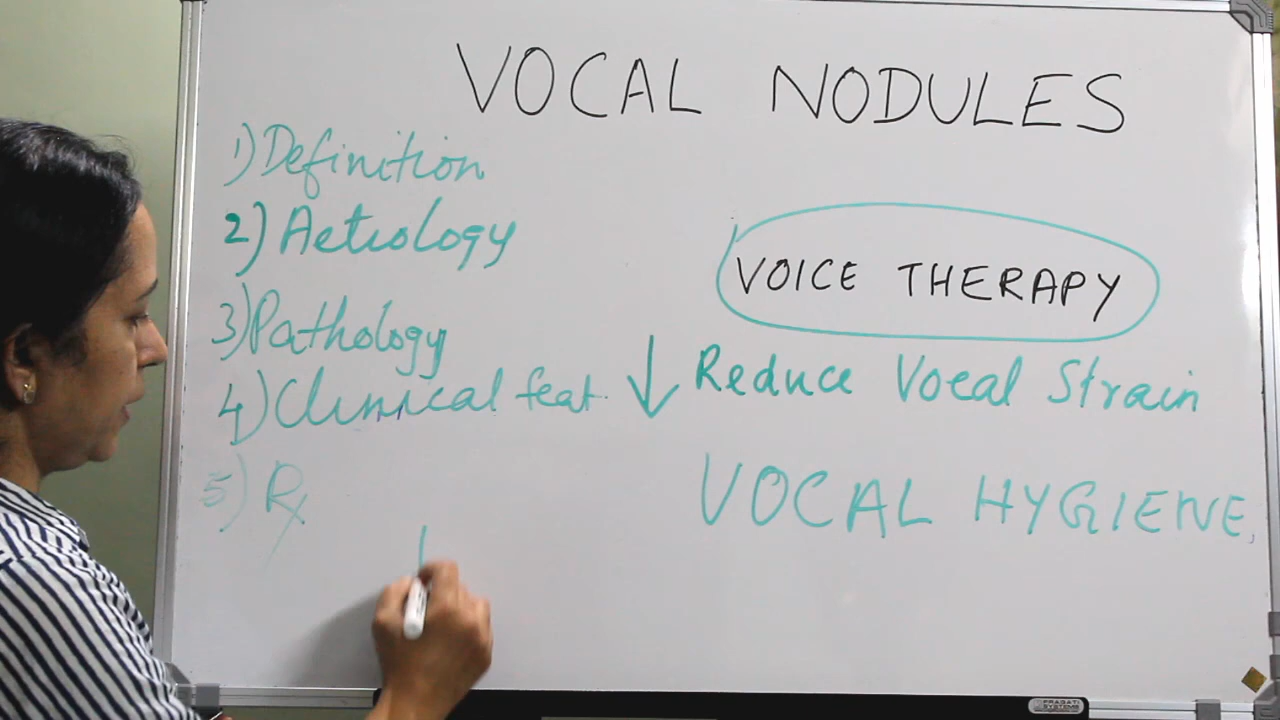 VOCAL NODULES
1) Definition
2) Aetiology
3) Pathology
4) Clinical feat.
5) Rx
VOICE THERAPY
↓ Reduce Vocal Strain
VOCAL HYGIENE,
PRAGATI